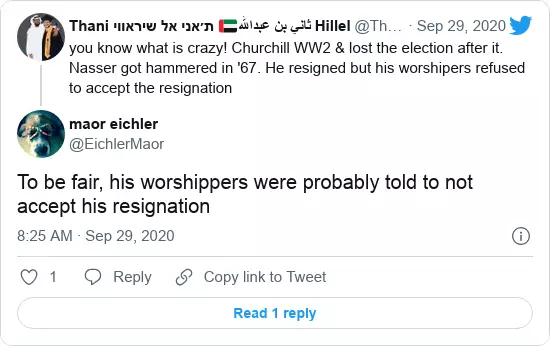 Thani ת׳אני אל שיראווי 🇦🇪ثاني بن عبدالله Hillel @Th... · Sep 29, 2020
you know what is crazy! Churchill WW2 & lost the election after it.
Nasser got hammered in '67. He resigned but his worshipers refused
to accept the resignation
maor eichler
@EichlerMaor
To be fair, his worshippers were probably told to not
accept his resignation
8:25 AM · Sep 29, 2020
1 Reply Copy link to Tweet
Read 1 reply